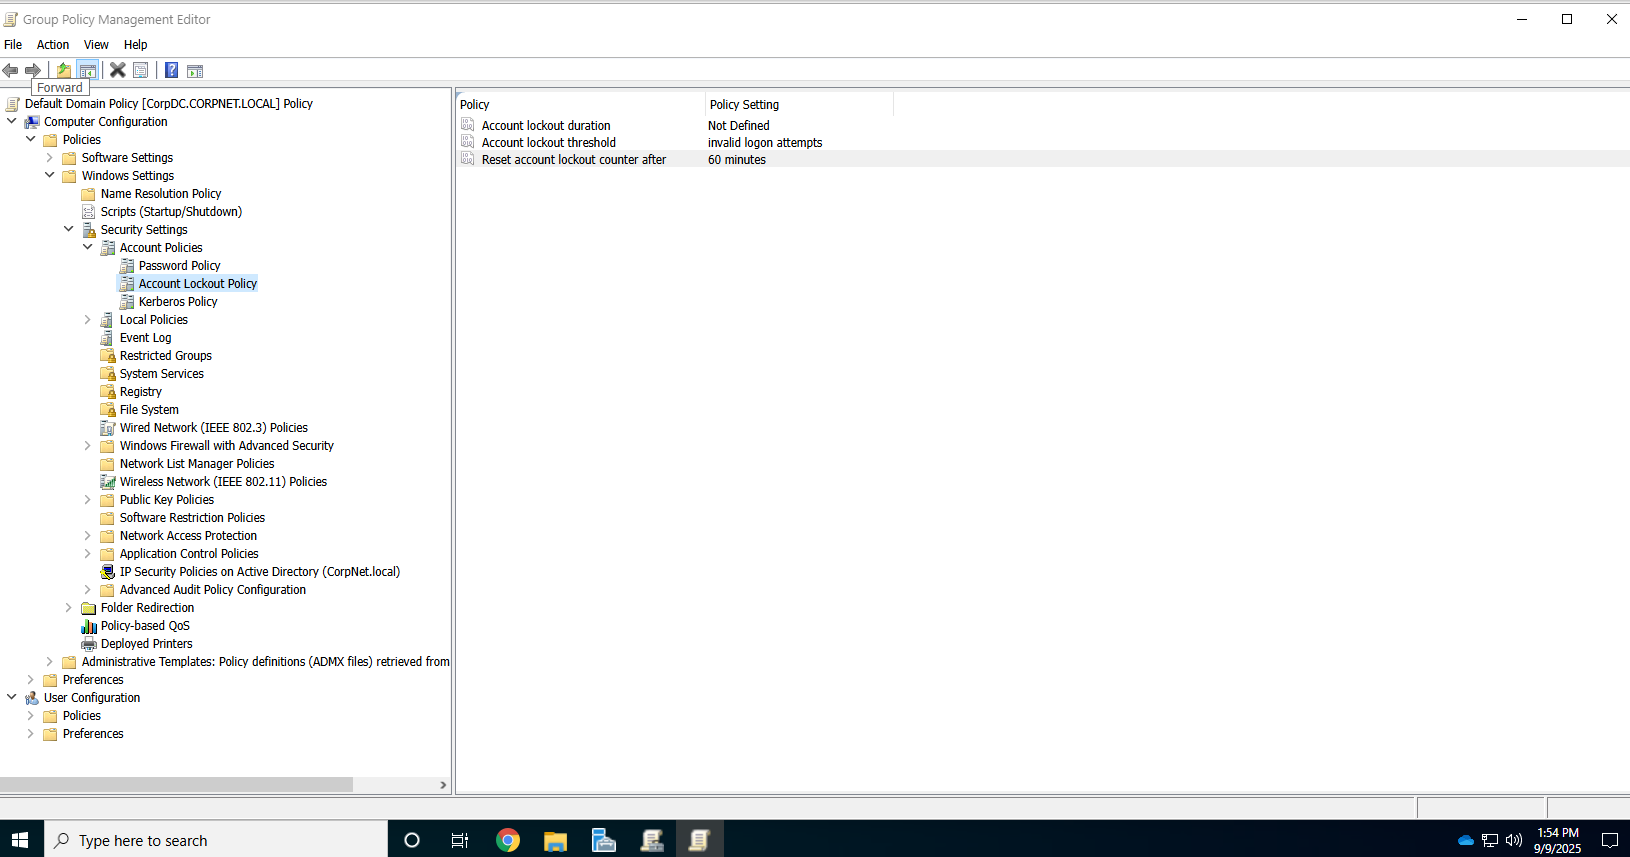 Group Policy Management Editor
File Action View Help
Forward
Default Domain Policy [CorpDC.CORPNET.LOCAL] Policy
Computer Configuration
Policies
Software Settings
Windows Settings
Name Resolution Policy
Scripts (Startup/Shutdown)
Security Settings
Account Policies
Password Policy
Account Lockout Policy
Kerberos Policy
Local Policies
Event Log
Restricted Groups
System Services
Registry
File System
Wired Network (IEEE 802.3) Policies
Windows Firewall with Advanced Security
Network List Manager Policies
Wireless Network (IEEE 802.11) Policies
Public Key Policies
Software Restriction Policies
Network Access Protection
Application Control Policies
IP Security Policies on Active Directory (CorpNet.local)
Advanced Audit Policy Configuration
Folder Redirection
Policy-based QoS
Deployed Printers
Administrative Templates: Policy definitions (ADMX files) retrieved from
Preferences
User Configuration
Policies
Preferences
Policy Policy Setting
Account lockout duration Not Defined
Account lockout threshold invalid logon attempts
Reset account lockout counter after 60 minutes
Type here to search
1:54 PM
9/9/2025